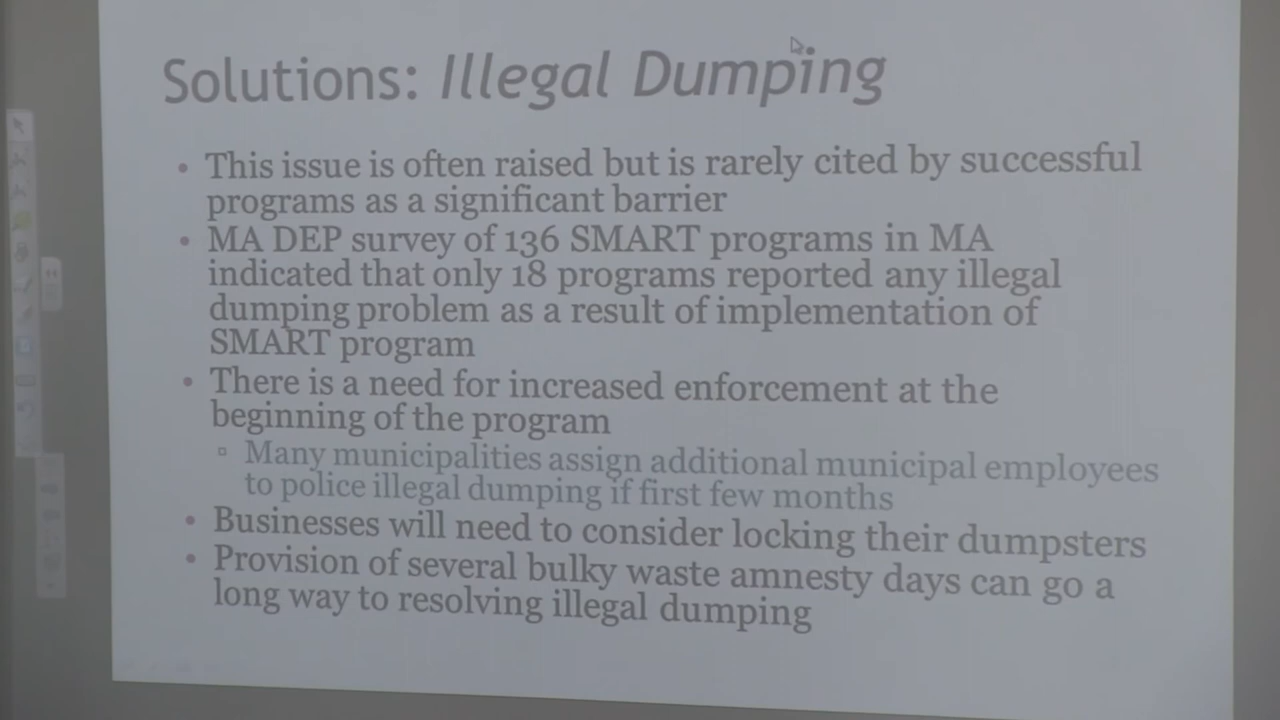 Solutions: Illegal Dumping
• This issue is often raised but is rarely cited by successful
programs as a significant barrier
• MA DEP survey of 136 SMART programs in MA
indicated that only 18 programs reported any illegal
dumping problem as a result of implementation of
SMART program
• There is a need for increased enforcement at the
beginning of the program
▫ Many municipalities assign additional municipal employees
to police illegal dumping if first few months
• Businesses will need to consider locking their dumpsters
• Provision of several bulky waste amnesty days can go a
long way to resolving illegal dumping